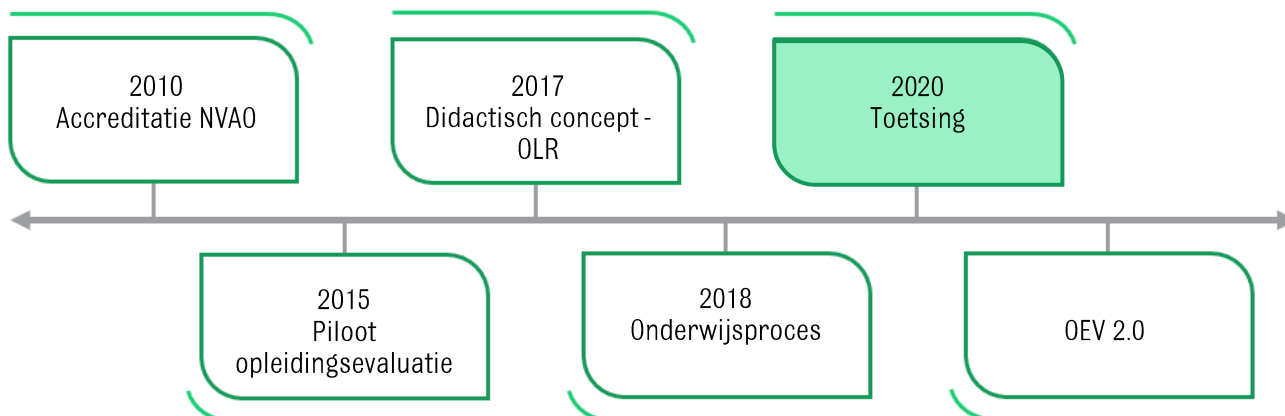 2010
Accreditatie NVAO
2015
Piloot
opleidingsevaluatie
2017
Didactisch concept -
OLR
2018
Onderwijsproces
2020
Toetsing
OEV 2.0